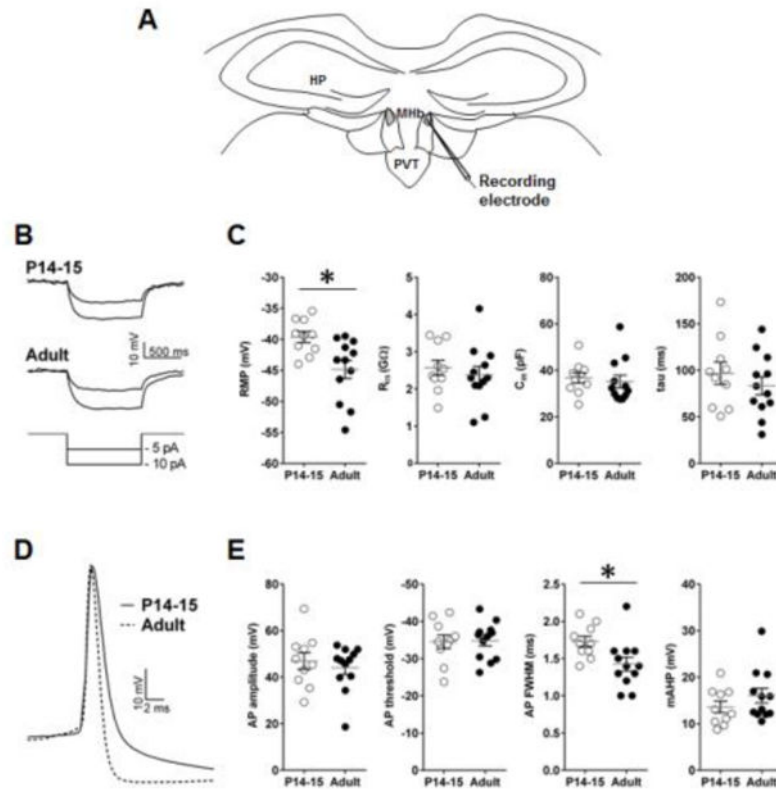 A
HP
MHb
PVT
Recording
electrode
B
P14-15
10 mV
500 ms
Adult
- 5 pA
- 10 pA
C
*
RMP (mV)
-30
-35
-40
-45
-50
-55
-60
P14-15 Adult
5
4
3
2
1
0
P14-15 Adult
Cm (pF)
80
60
40
20
0
P14-15 Adult
tau (ms)
200
150
100
50
0
P14-15 Adult
D
P14-15
Adult
10 mV
2 ms
E
AP amplitude (mV)
80
60
40
20
0
P14-15 Adult
AP threshold (mV)
-50
-40
-30
-20
-10
0
P14-15 Adult
*
AP FWHM (ms)
2.5
2.0
1.5
1.0
0.5
0.0
P14-15 Adult
mAHP (mV)
40
30
20
10
0
P14-15 Adult